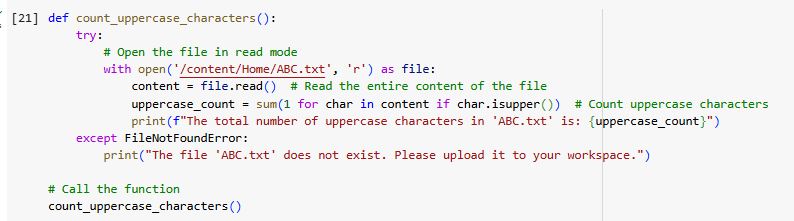 [21] def count_uppercase_characters():
    try:
        # Open the file in read mode
        with open('/content/Home/ABC.txt', 'r') as file:
            content = file.read()  # Read the entire content of the file
            uppercase_count = sum(1 for char in content if char.isupper())  # Count uppercase characters
            print(f"The total number of uppercase characters in 'ABC.txt' is: {uppercase_count}")
    except FileNotFoundError:
        print("The file 'ABC.txt' does not exist. Please upload it to your workspace.")

# Call the function
count_uppercase_characters()